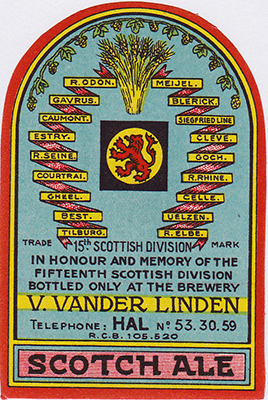 R. ODON. MEIJEL.
GAVRUS. BLERICK.
CAUMONT. SIEGFRIED LINE
ESTRY. CLEVE.
R. SEINE. GOCH.
COURTRAI. R. RHINE.
GHEEL. CELLE.
BEST. UELZEN.
TILBURG. R. ELBE.
TRADE 15th SCOTTISH DIVISION MARK
IN HONOUR AND MEMORY OF THE
FIFTEENTH SCOTTISH DIVISION
BOTTLED ONLY AT THE BREWERY
V. VANDER LINDEN
TELEPHONE: HAL No 53.30.59
R.C.B. 105.520
SCOTCH ALE